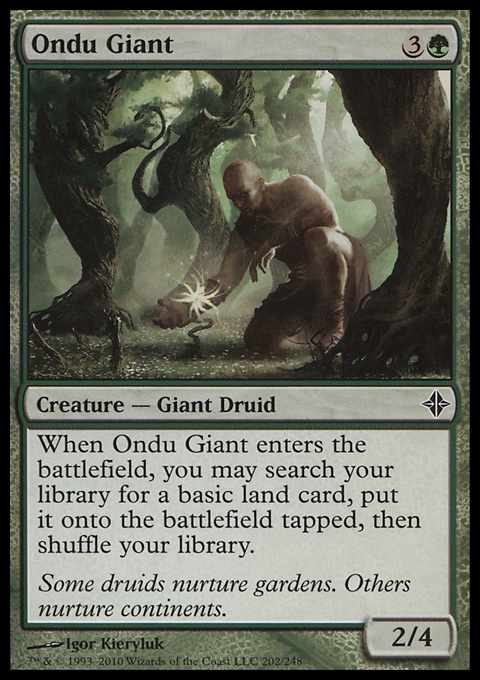 Ondu Giant 3
Creature — Giant Druid
When Ondu Giant enters the
battlefield, you may search your
library for a basic land card, put
it onto the battlefield tapped, then
shuffle your library.
Some druids nurture gardens. Others
nurture continents.
Igor Kieryluk
2/4
™ & © 1993–2010 Wizards of the Coast LLC 202/248